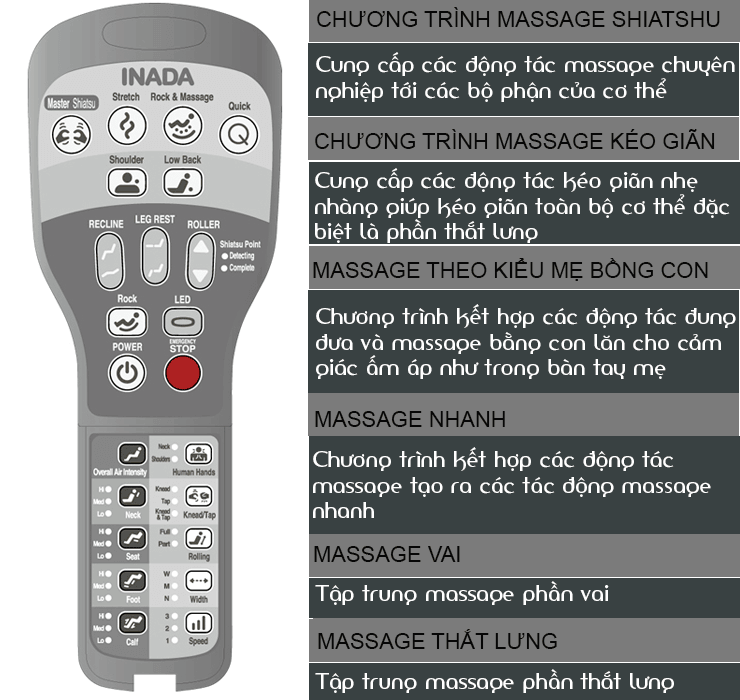 INADA
Master Shiatsu
Stretch
Rock & Massage
Quick
Shoulder
Low Back
RECLINE
LEG REST
ROLLER
Shiatsu Point
Detecting
Complete
Rock
LED
POWER
EMERGENCY
STOP
Overall Air Intensity
Neck
Shoulders
Human Hands
Hi
Med
Lo
Neck
Knead
Tap
Knead
& Tap
Knead/Tap
Hi
Med
Lo
Seat
Full
Part
Rolling
Hi
Med
Lo
Foot
W
M
N
Width
Hi
Med
Lo
Calf
3
2
1
Speed
CHƯƠNG TRÌNH MASSAGE SHIATSHU
Cung cấp các động tác massage chuyên
nghiệp tới các bộ phận của cơ thể
CHƯƠNG TRÌNH MASSAGE KÉO GIÃN
Cung cấp các động tác kéo giãn nhẹ
nhàng giúp kéo giãn toàn bộ cơ thể đặc
biệt là phần thắt lưng
MASSAGE THEO KIỂU MẸ BỒNG CON
Chương trình kết hợp các động tác đung
đưa và massage bằng con lăn cho cảm
giác ấm áp như trong bàn tay mẹ
MASSAGE NHANH
Chương trình kết hợp các động tác
massage tạo ra các tác động massage
nhanh
MASSAGE VAI
Tập trung massage phần vai
MASSAGE THẮT LƯNG
Tập trung massage phần thắt lưng